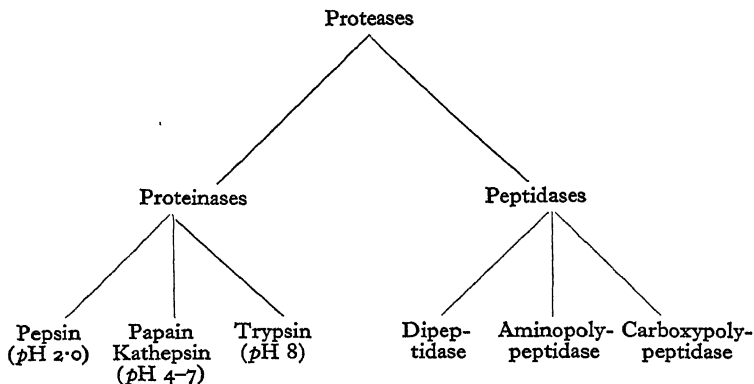 Proteases
Proteinases
Peptidases
Pepsin
(pH 2·0)
Papain
Kathepsin
(pH 4–7)
Trypsin
(pH 8)
Dipep-
tidase
Aminopoly-
peptidase
Carboxypoly-
peptidase